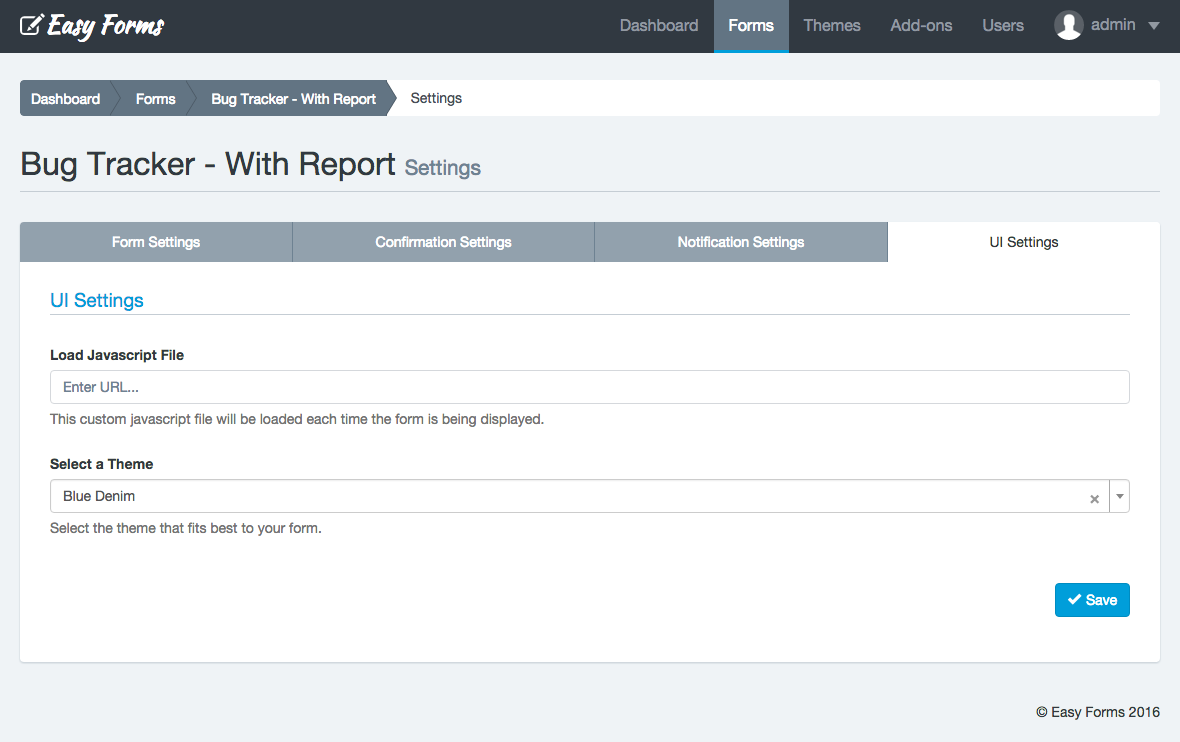 Easy Forms
Dashboard Forms Themes Add-ons Users admin
Dashboard Forms Bug Tracker - With Report Settings
Bug Tracker - With Report Settings
Form Settings Confirmation Settings Notification Settings UI Settings
UI Settings
Load Javascript File
Enter URL...
This custom javascript file will be loaded each time the form is being displayed.
Select a Theme
Blue Denim ×
Select the theme that fits best to your form.
Save
© Easy Forms 2016